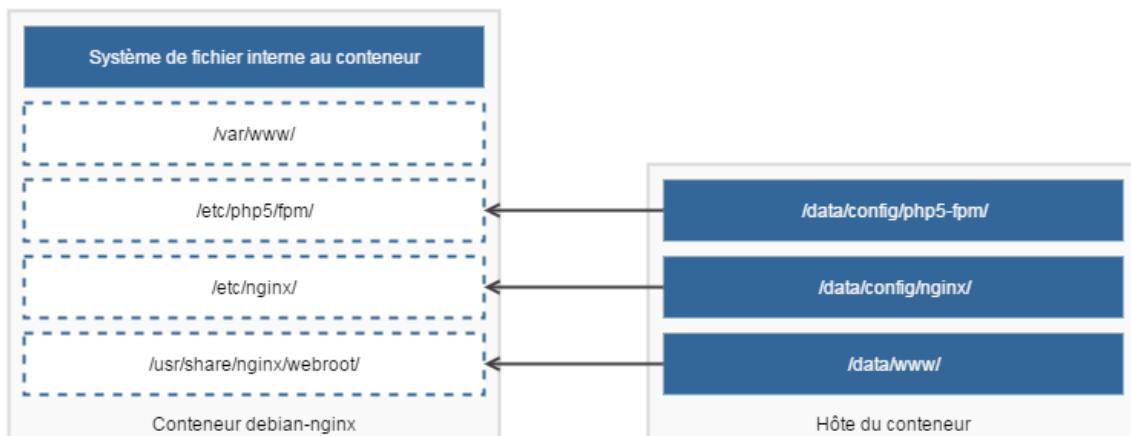 Système de fichier interne au conteneur
/var/www/
/etc/php5/fpm/
/data/config/php5-fpm/
/etc/nginx/
/data/config/nginx/
/usr/share/nginx/webroot/
/data/www/
Conteneur debian-nginx
Hôte du conteneur